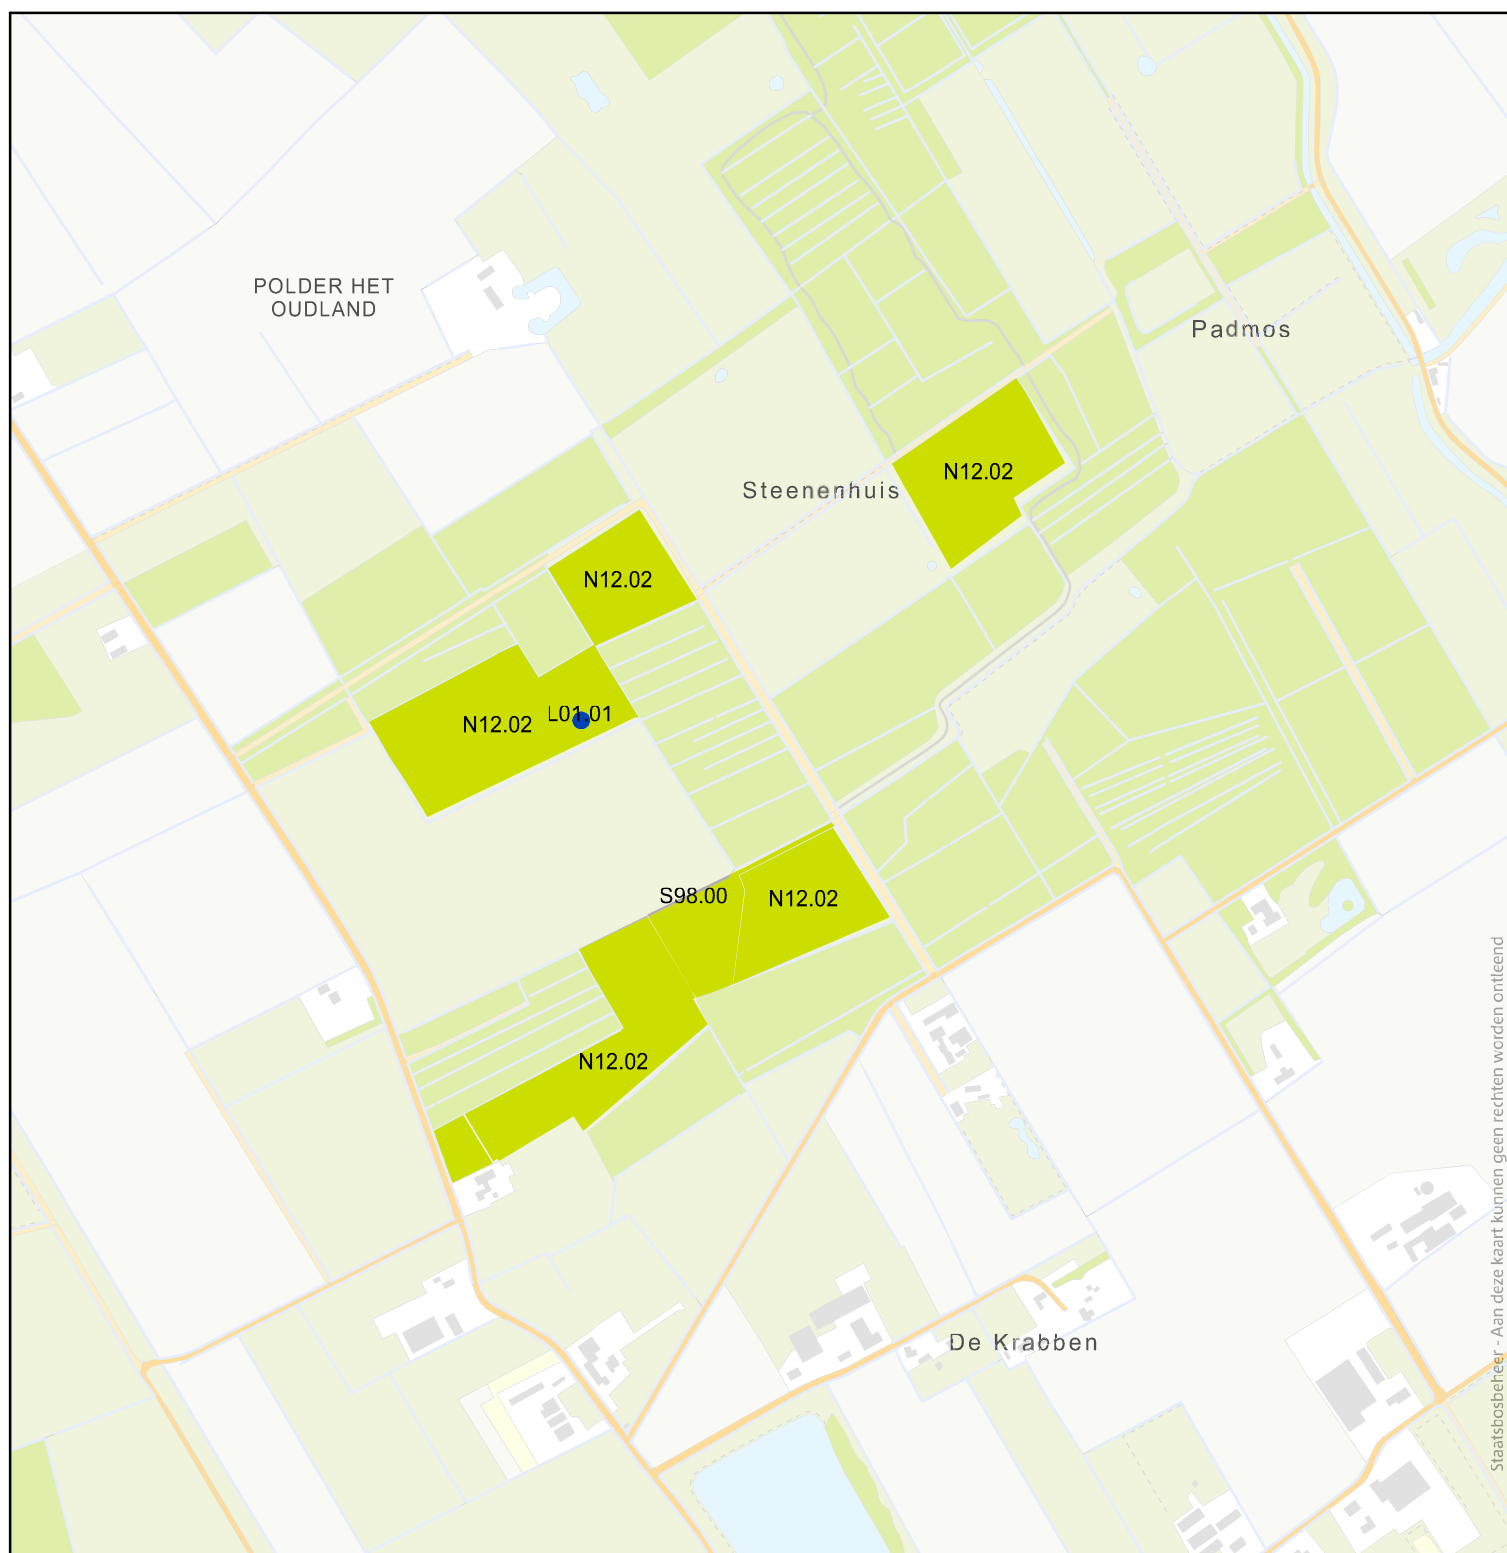 POLDER HET
OUDLAND
Padmos
N12.02
Steenenhuis
N12.02
L01.01
N12.02
S98.00
N12.02
N12.02
De Krabben
Staatsbosbeheer - Aan deze kaart kunnen geen rechten worden ontleend